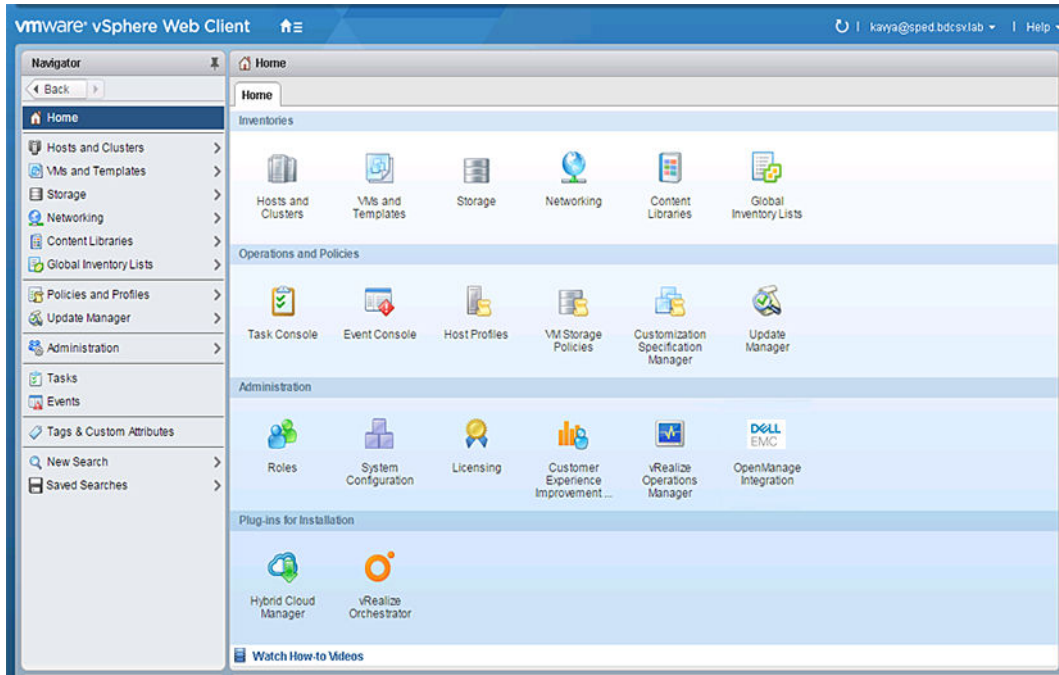 vmware® vSphere Web Client
kavya@sped.bdcsv.lab
Help
Navigator
Back
Home
Hosts and Clusters
VMs and Templates
Storage
Networking
Content Libraries
Global Inventory Lists
Policies and Profiles
Update Manager
Administration
Tasks
Events
Tags & Custom Attributes
New Search
Saved Searches
Home
Home
Inventories
Hosts and
Clusters
VMs and
Templates
Storage
Networking
Content
Libraries
Global
Inventory Lists
Operations and Policies
Task Console
Event Console
Host Profiles
VM Storage
Policies
Customization
Specification
Manager
Update
Manager
Administration
Roles
System
Configuration
Licensing
Customer
Experience
Improvement ...
vRealize
Operations
Manager
DELL
EMC
OpenManage
Integration
Plug-ins for Installation
Hybrid Cloud
Manager
vRealize
Orchestrator
Watch How-to Videos